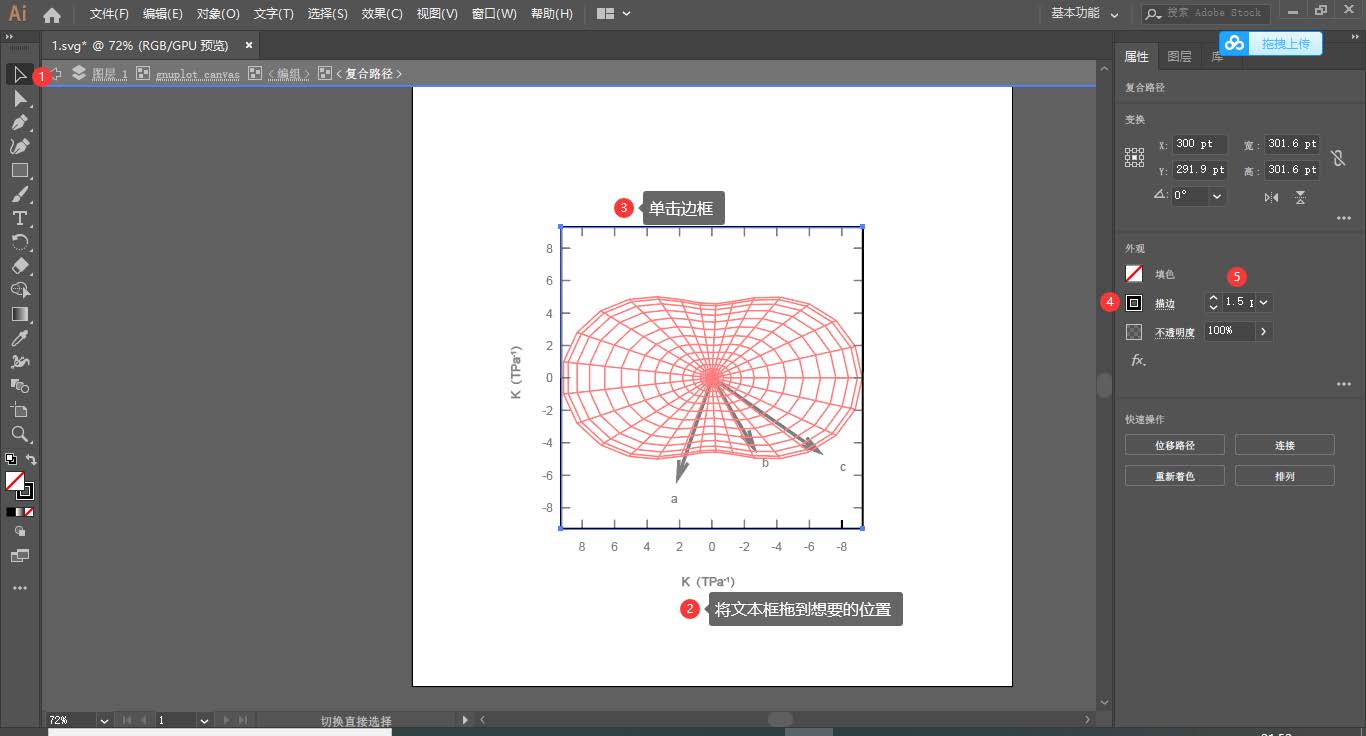 Ai 文件(F) 编辑(E) 对象(O) 文字(T) 选择(S) 效果(C) 视图(V) 窗口(W) 帮助(H) 基本功能 搜索 Adobe Stock
1.svg* @ 72% (RGB/GPU 预览) ×
拖拽上传
1 图层 1 gnuplot canvas <编组> <复合路径>
属性 图层 库
复合路径
变换
X: 300 pt 宽: 301.6 pt
Y: 291.9 pt 高: 301.6 pt
0°
外观
填色 5
4 描边 1.5 p
不透明度 100%
fx.
快速操作
位移路径 连接
重新着色 排列
3 单击边框
8
6
4
2
0
-2
-4
-6
-8
K (TPa⁻¹)
a
b
c
8 6 4 2 0 -2 -4 -6 -8
K (TPa⁻¹)
2 将文本框拖到想要的位置
72% 1 切换直接选择